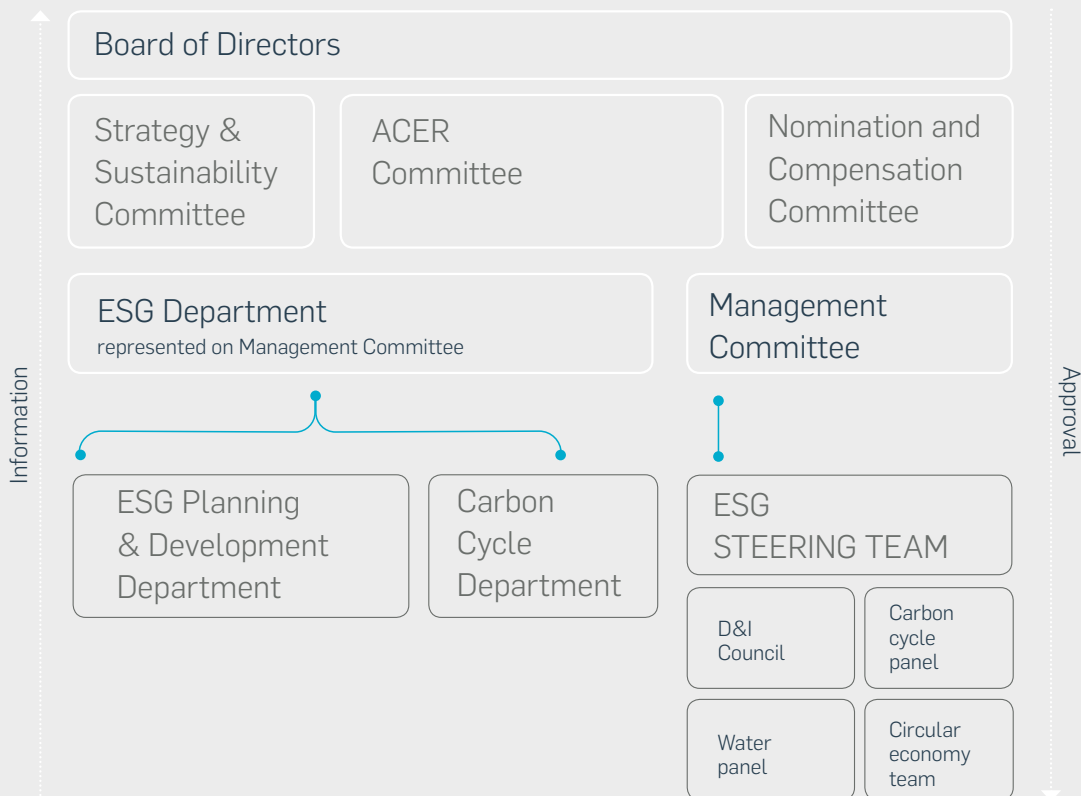 Board of Directors
Strategy &
Sustainability
Committee
ACER
Committee
Nomination and
Compensation
Committee
ESG Department
represented on Management Committee
Management
Committee
Information
Approval
ESG Planning
& Development
Department
Carbon
Cycle
Department
ESG
STEERING TEAM
D&I
Council
Carbon
cycle
panel
Water
panel
Circular
economy
team